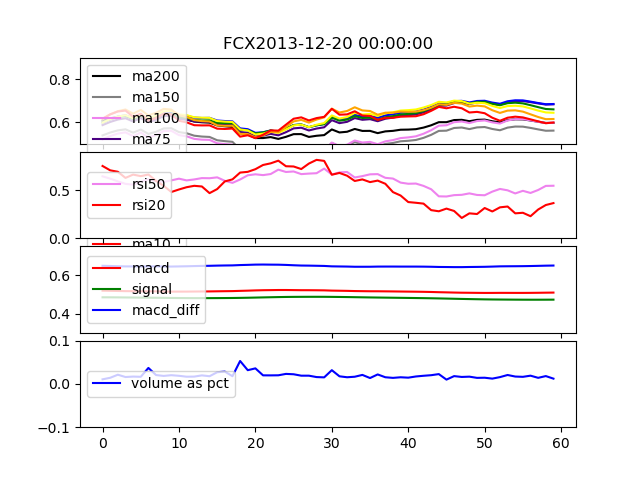 FCX2013-12-20 00:00:00
0.8
0.6
ma200
ma150
ma100
ma75
0.5
0.0
rsi50
rsi20
ma10
0.6
0.4
macd
signal
macd_diff
0.1
0.0
−0.1
volume as pct
0 10 20 30 40 50 60